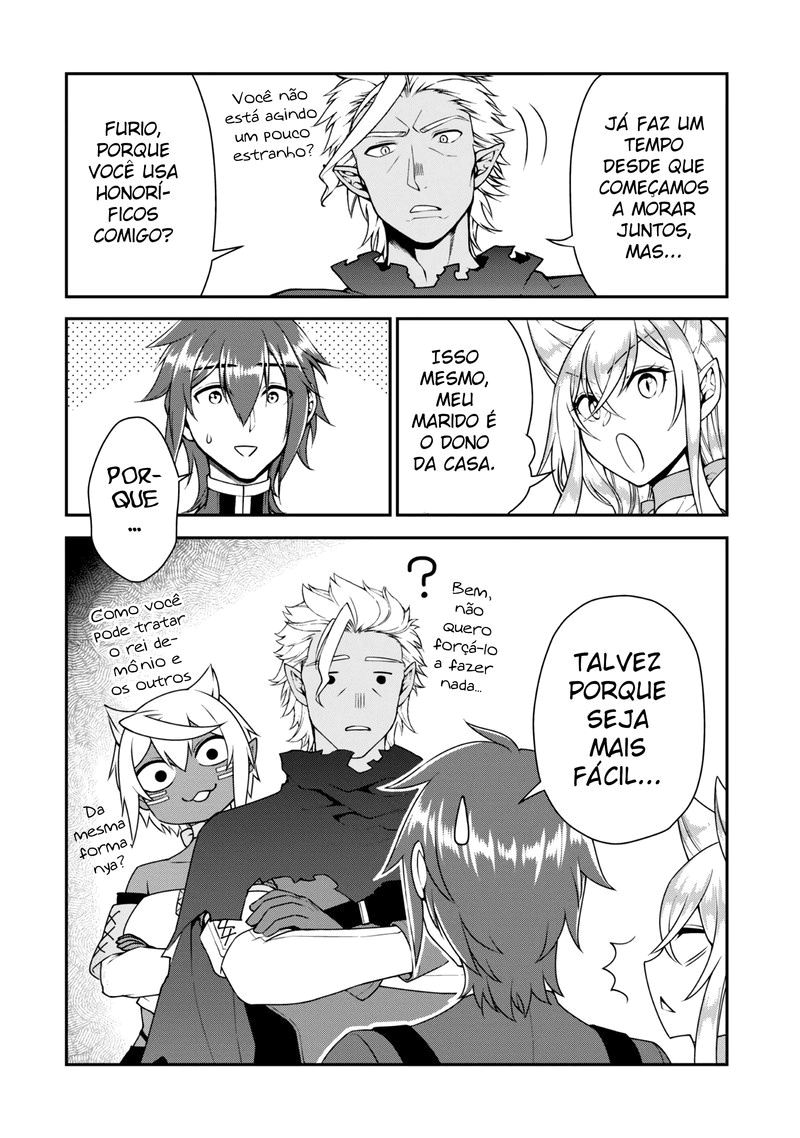 JÁ FAZ UM
TEMPO
DESDE QUE
COMEÇAMOS
A MORAR
JUNTOS,
MAS...
Você não
está agindo
um pouco
estranho?
FURIO,
PORQUE
VOCÊ USA
HONORÍ-
FICOS
COMIGO?
ISSO
MESMO,
MEU
MARIDO É
O DONO
DA CASA.
POR-
QUE
...
TALVEZ
PORQUE
SEJA
MAIS
FÁCIL...
?
Bem,
não
quero
forçá-lo
a fazer
nada...
Como você
pode tratar
o rei de-
mônio e
os outros
Da
mesma
forma,
nya?